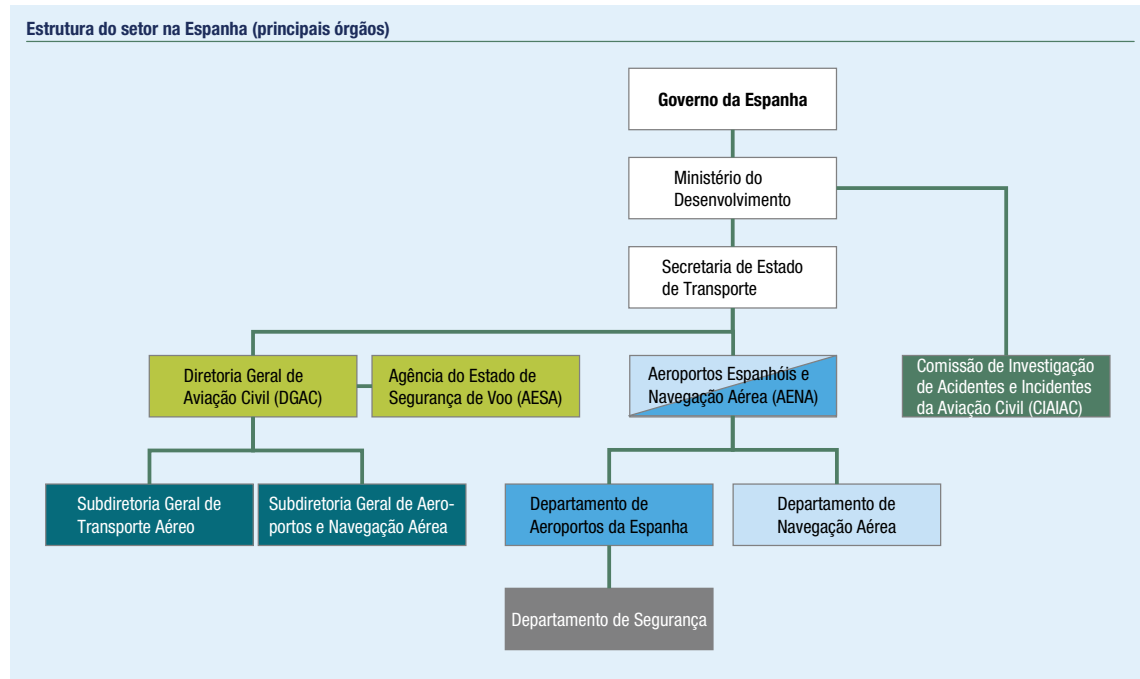 Estrutura do setor na Espanha (principais órgãos)
Governo da Espanha
Ministério do
Desenvolvimento
Secretaria de Estado
de Transporte
Diretoria Geral de
Aviação Civil (DGAC)
Agência do Estado de
Segurança de Voo (AESA)
Aeroportos Espanhóis e
Navegação Aérea (AENA)
Comissão de Investigação
de Acidentes e Incidentes
da Aviação Civil (CIAIAC)
Subdiretoria Geral de
Transporte Aéreo
Subdiretoria Geral de Aero-
portos e Navegação Aérea
Departamento de
Aeroportos da Espanha
Departamento de
Navegação Aérea
Departamento de Segurança